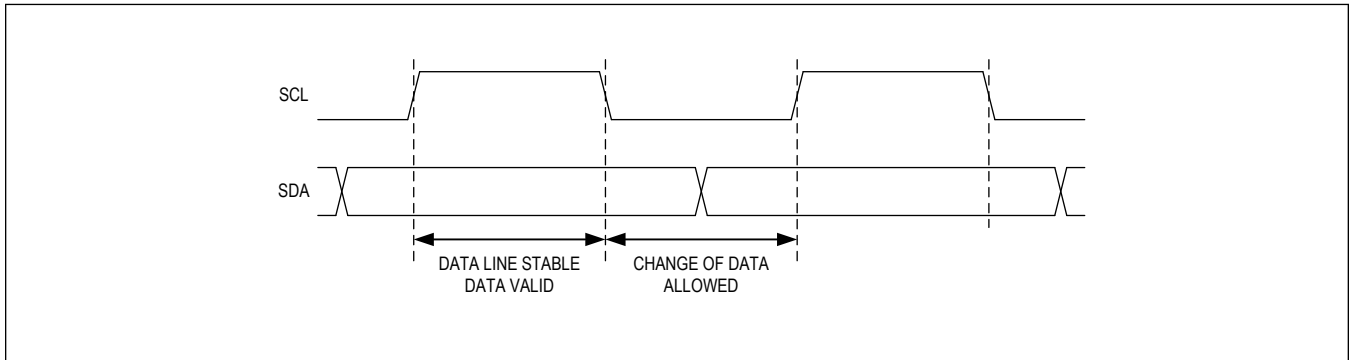 SCL
SDA
DATA LINE STABLE
DATA VALID
CHANGE OF DATA
ALLOWED